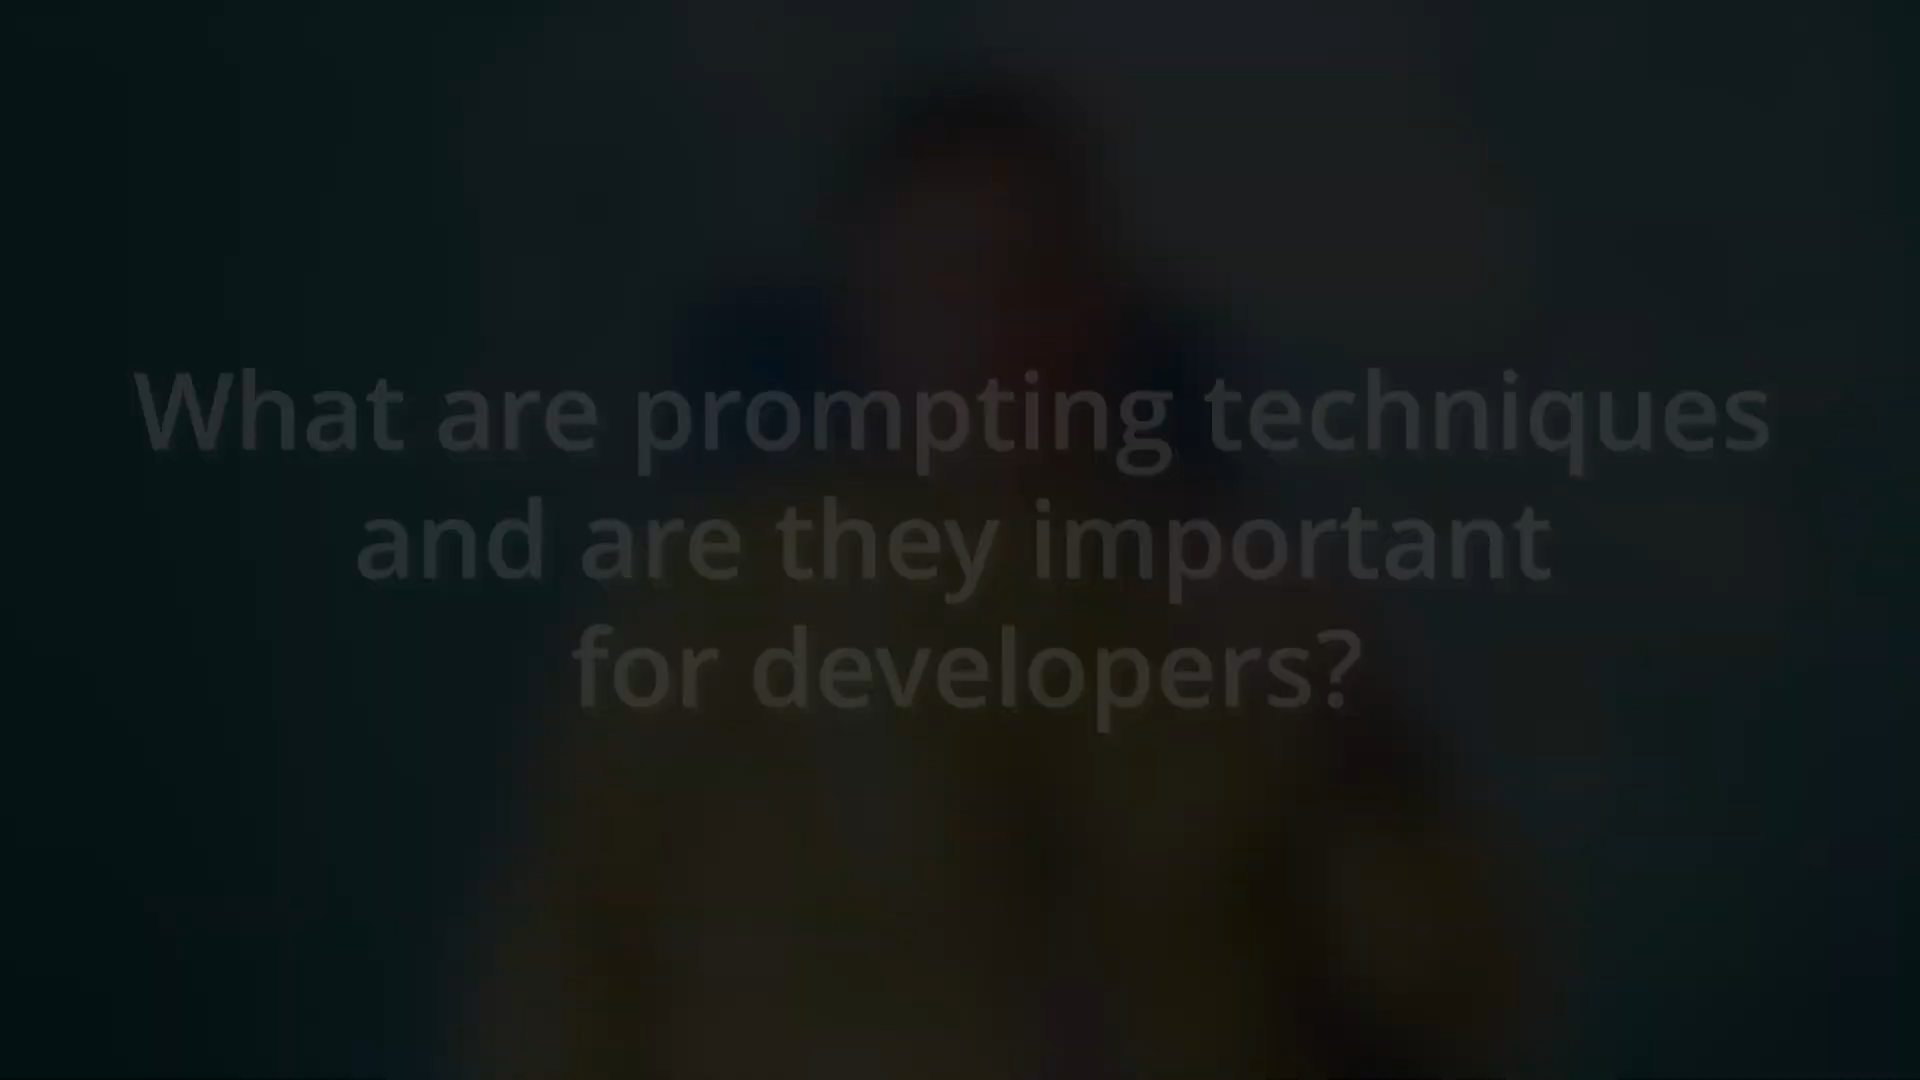 What are prompting techniques
and are they important
for developers?